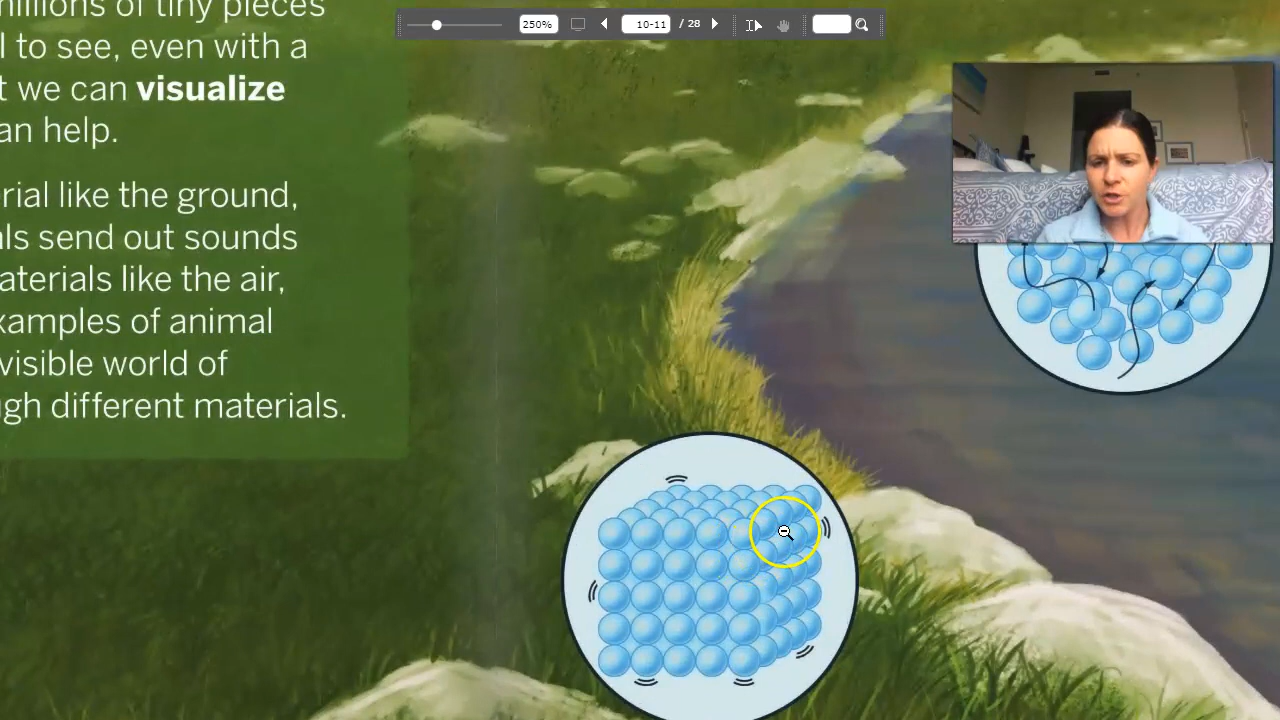 250%
10-11
/ 28
millions of tiny pieces
l to see, even with a
t we can visualize
an help.
rial like the ground,
ls send out sounds
aterials like the air,
xamples of animal
visible world of
ugh different materials.